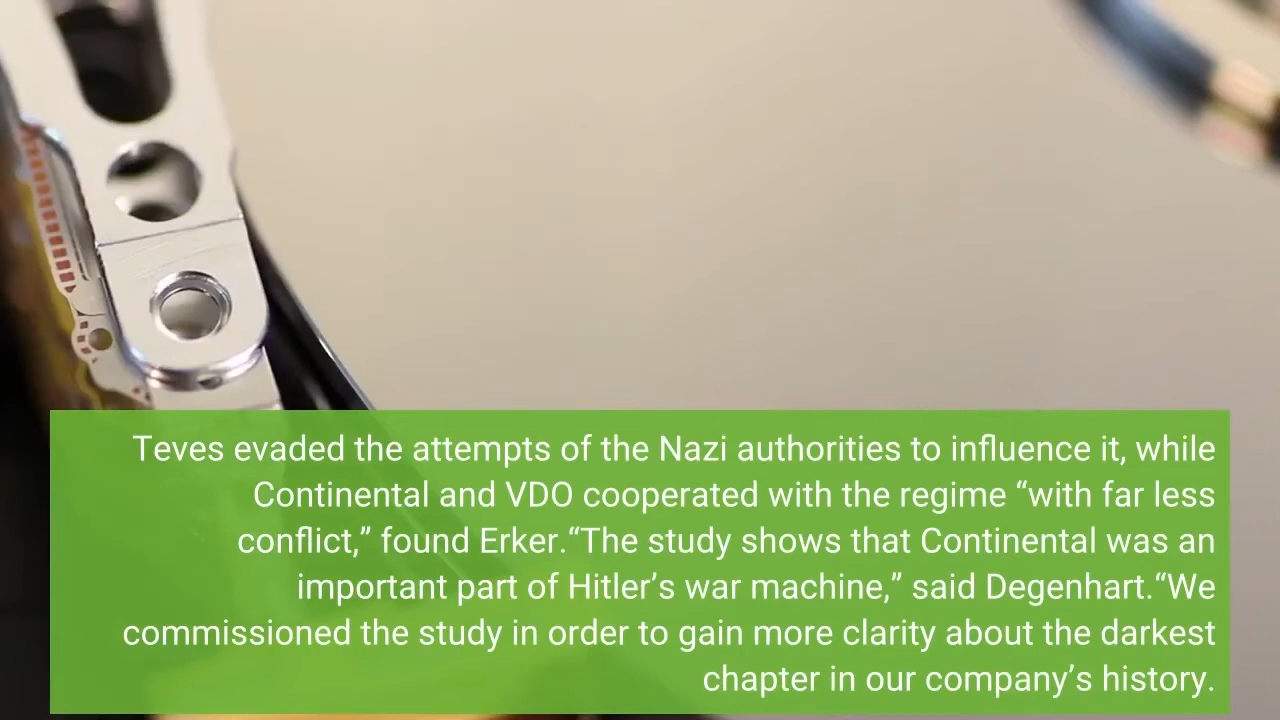 Teves evaded the attempts of the Nazi authorities to influence it, while
Continental and VDO cooperated with the regime “with far less
conflict,” found Erker.“The study shows that Continental was an
important part of Hitler’s war machine,” said Degenhart.“We
commissioned the study in order to gain more clarity about the darkest
chapter in our company’s history.